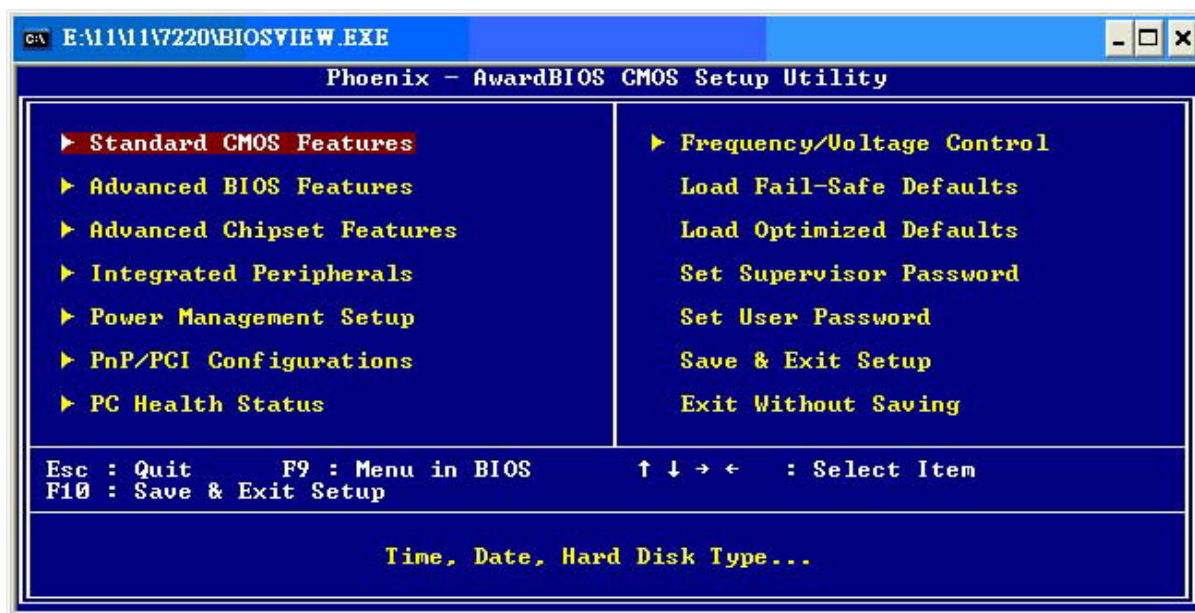 E:\11\11\7220\BIOSVIEW.EXE
Phoenix - AwardBIOS CMOS Setup Utility
Standard CMOS Features
Advanced BIOS Features
Advanced Chipset Features
Integrated Peripherals
Power Management Setup
PnP/PCI Configurations
PC Health Status
Frequency/Voltage Control
Load Fail-Safe Defaults
Load Optimized Defaults
Set Supervisor Password
Set User Password
Save & Exit Setup
Exit Without Saving
Esc : Quit F9 : Menu in BIOS ↑ ↓ → ← : Select Item
F10 : Save & Exit Setup
Time, Date, Hard Disk Type...